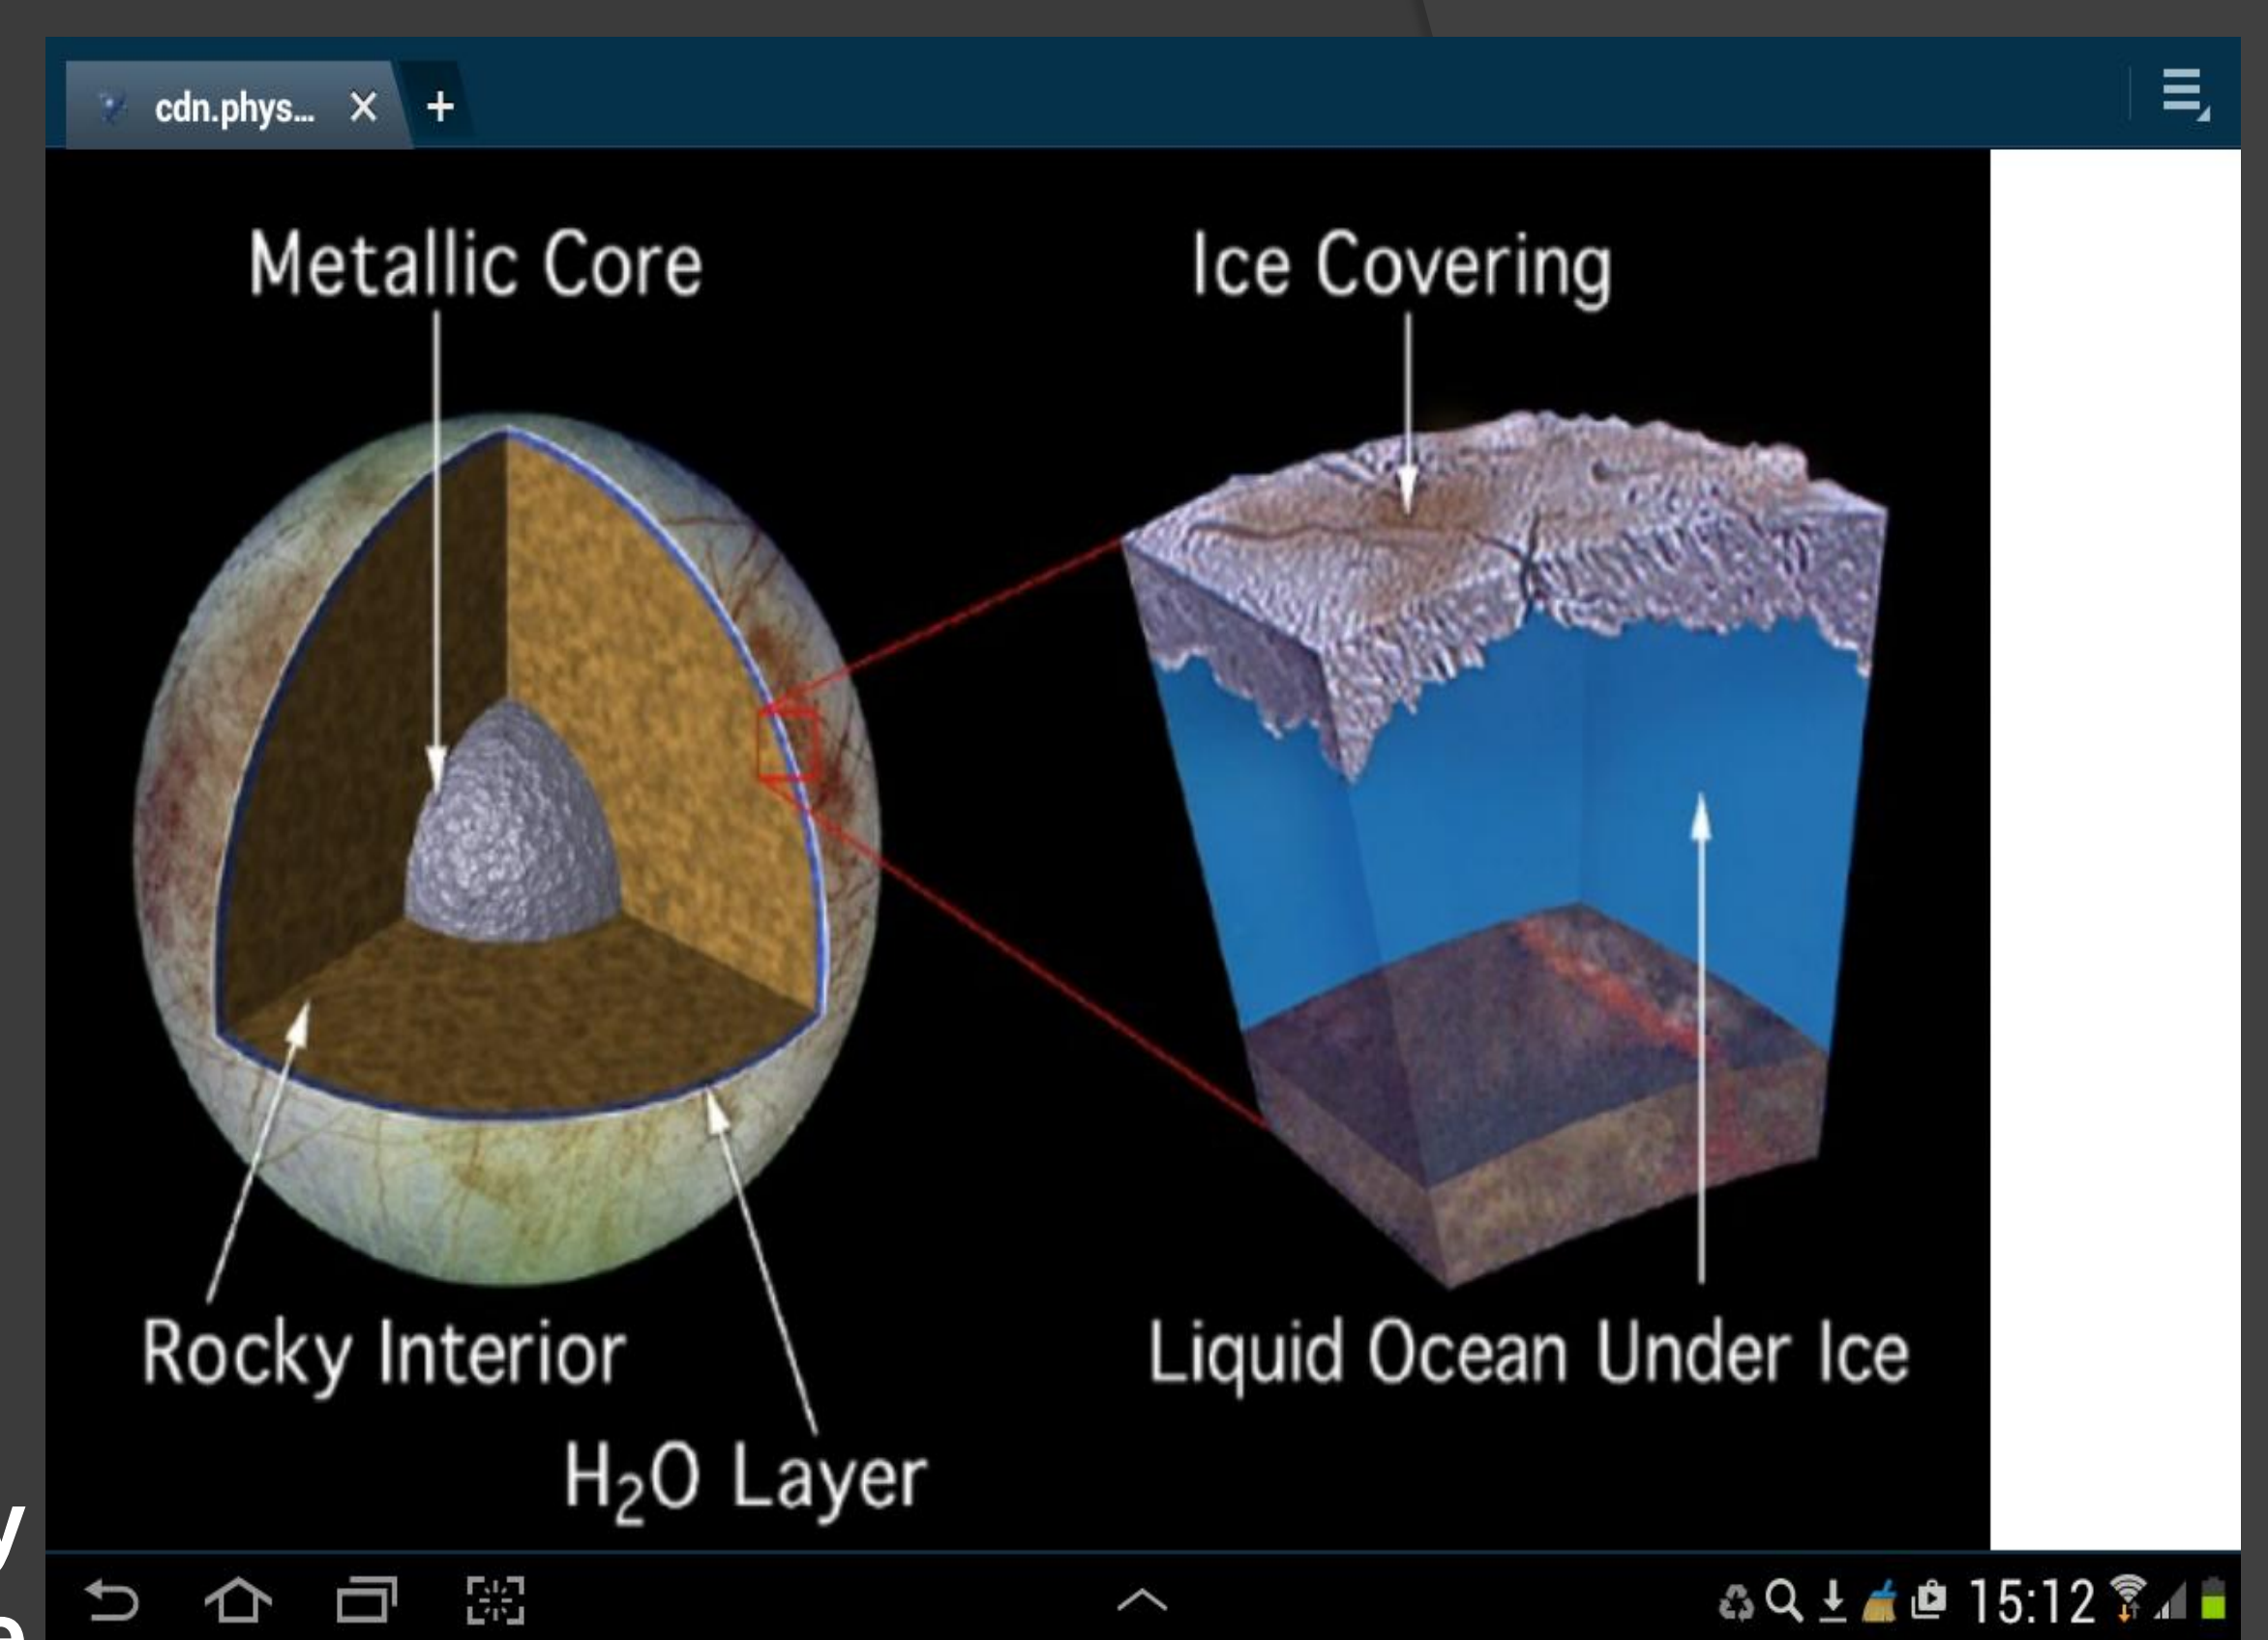 cdn.phys...
Metallic Core
Ice Covering
Rocky Interior
Liquid Ocean Under Ice
H₂O Layer
y
e
15:12